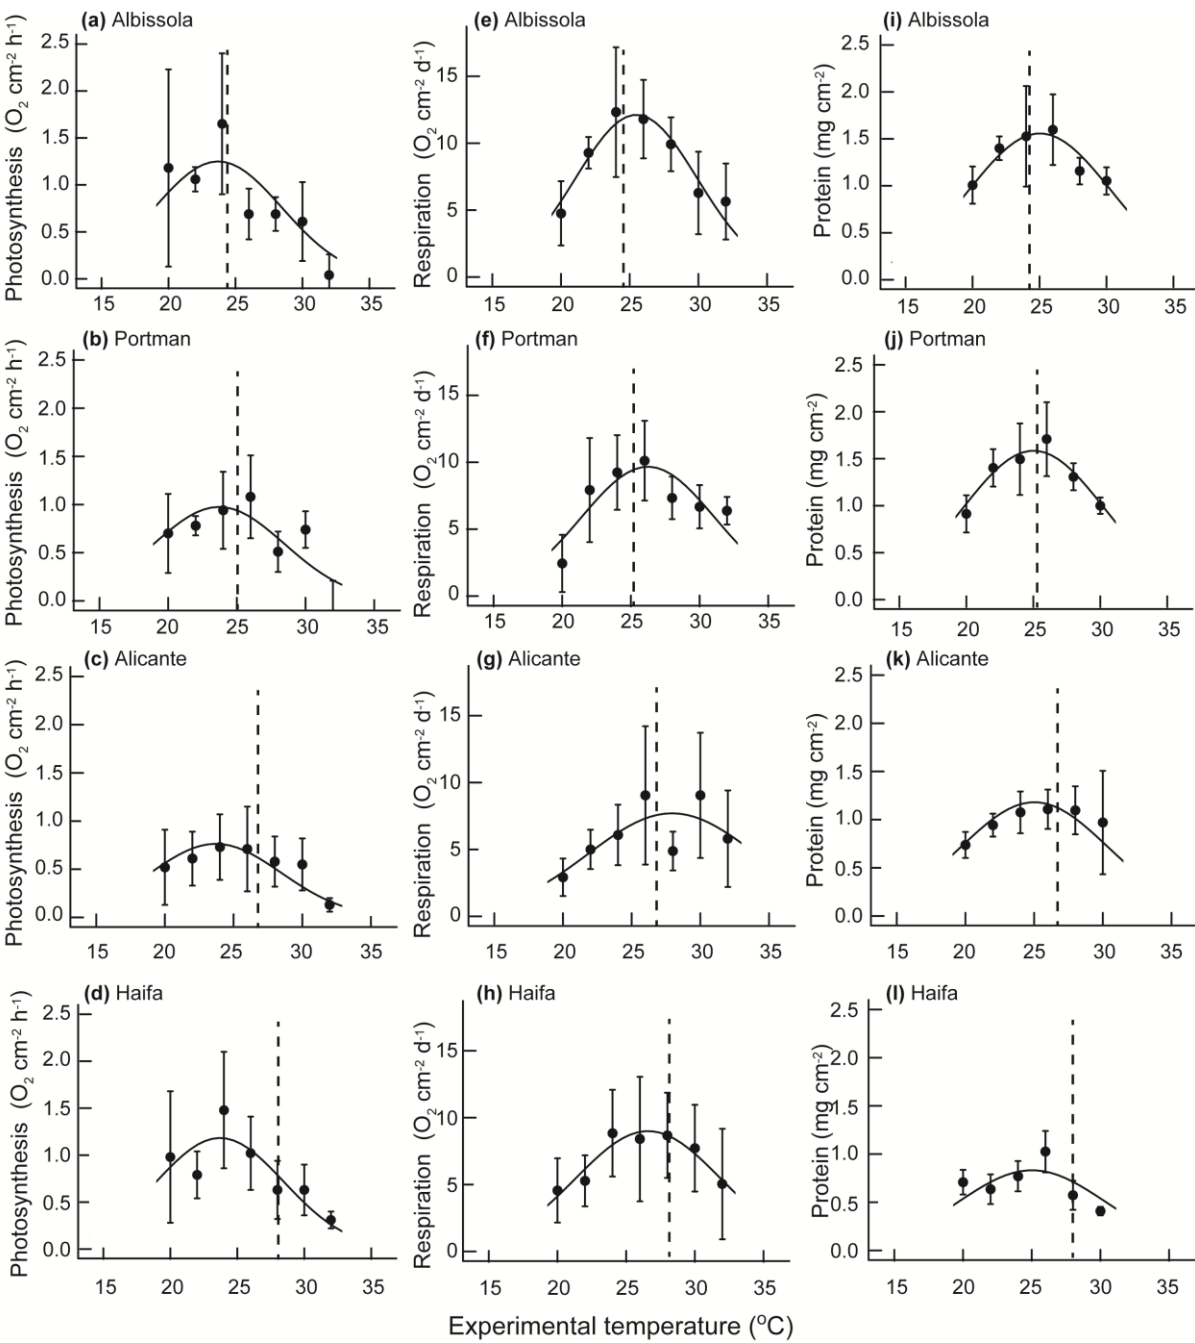 (a) Albissola
Photosynthesis (O2 cm-2 h-1)
2.5
2.0
1.5
1.0
0.5
0.0
15 20 25 30 35
(e) Albissola
Respiration (O2 cm-2 d-1)
15
10
5
0
15 20 25 30 35
(i) Albissola
Protein (mg cm-2)
2.5
2.0
1.5
1.0
0.5
0.0
15 20 25 30 35
(b) Portman
Photosynthesis (O2 cm-2 h-1)
2.5
2.0
1.5
1.0
0.5
0.0
15 20 25 30 35
(f) Portman
Respiration (O2 cm-2 d-1)
15
10
5
0
15 20 25 30 35
(j) Portman
Protein (mg cm-2)
2.5
2.0
1.5
1.0
0.5
0.0
15 20 25 30 35
(c) Alicante
Photosynthesis (O2 cm-2 h-1)
2.5
2.0
1.5
1.0
0.5
0.0
15 20 25 30 35
(g) Alicante
Respiration (O2 cm-2 d-1)
15
10
5
0
15 20 25 30 35
(k) Alicante
Protein (mg cm-2)
2.5
2.0
1.5
1.0
0.5
0.0
15 20 25 30 35
(d) Haifa
Photosynthesis (O2 cm-2 h-1)
2.5
2.0
1.5
1.0
0.5
0.0
15 20 25 30 35
(h) Haifa
Respiration (O2 cm-2 d-1)
15
10
5
0
15 20 25 30 35
(l) Haifa
Protein (mg cm-2)
2.5
2.0
1.5
1.0
0.5
0.0
15 20 25 30 35
Experimental temperature (oC)